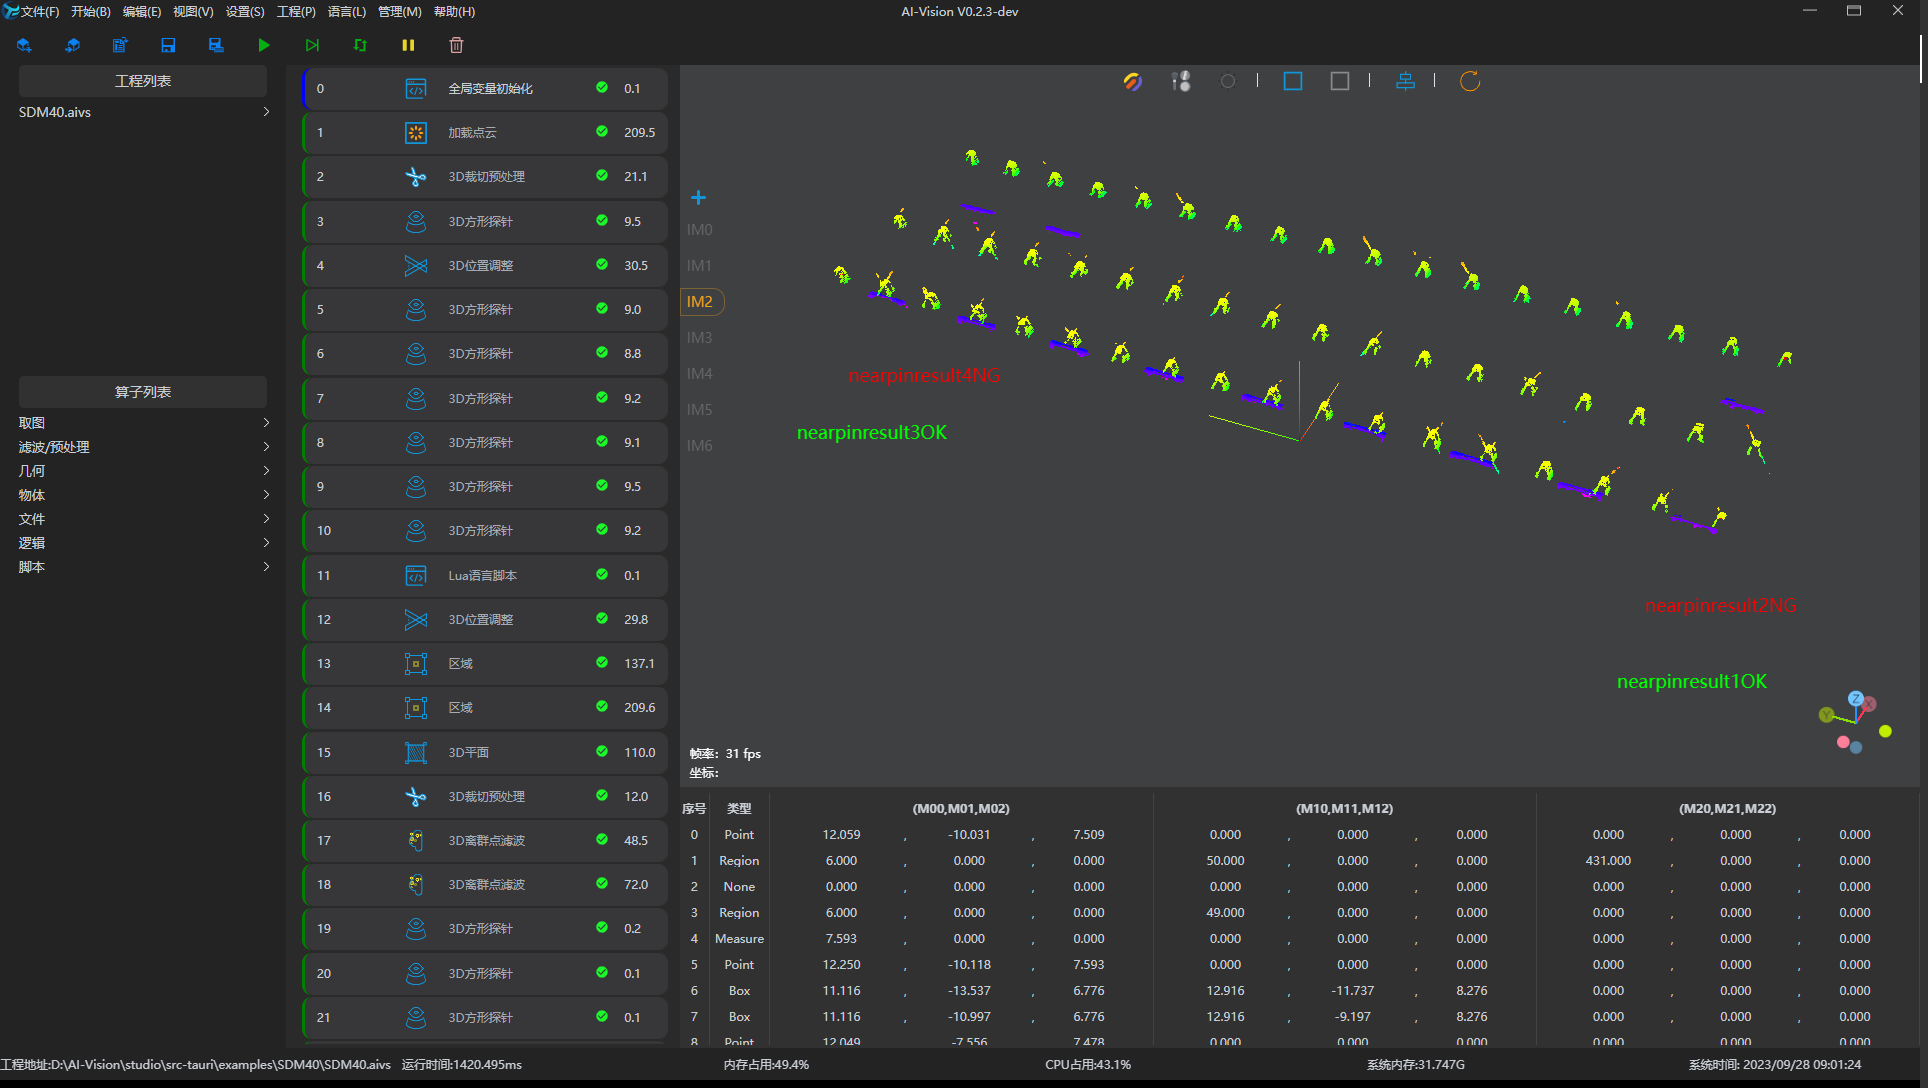 文件(F) 开始(B) 编辑(E) 视图(V) 设置(S) 工程(P) 语言(L) 管理(M) 帮助(H) AI-Vision V0.2.3-dev
工程列表
SDM40.aivs
算子列表
取图
滤波/预处理
几何
物体
文件
逻辑
脚本
0 全局变量初始化 0.1
1 加载点云 209.5
2 3D裁切预处理 21.1
3 3D方形探针 9.5
4 3D位置调整 30.5
5 3D方形探针 9.0
6 3D方形探针 8.8
7 3D方形探针 9.2
8 3D方形探针 9.1
9 3D方形探针 9.5
10 3D方形探针 9.2
11 Lua语言脚本 0.1
12 3D位置调整 29.8
13 区域 137.1
14 区域 209.6
15 3D平面 110.0
16 3D裁切预处理 12.0
17 3D离群点滤波 48.5
18 3D离群点滤波 72.0
19 3D方形探针 0.2
20 3D方形探针 0.1
21 3D方形探针 0.1
IM0
IM1
IM2
IM3
IM4
IM5
IM6
nearpinresult4NG
nearpinresult3OK
nearpinresult2NG
nearpinresult1OK
Z
X
Y
帧率: 31 fps
坐标:
序号 类型 (M00,M01,M02) (M10,M11,M12) (M20,M21,M22)
0 Point 12.059 , -10.031 , 7.509 0.000 , 0.000 , 0.000 0.000 , 0.000 , 0.000
1 Region 6.000 , 0.000 , 0.000 50.000 , 0.000 , 0.000 431.000 , 0.000 , 0.000
2 None 0.000 , 0.000 , 0.000 0.000 , 0.000 , 0.000 0.000 , 0.000 , 0.000
3 Region 6.000 , 0.000 , 0.000 49.000 , 0.000 , 0.000 0.000 , 0.000 , 0.000
4 Measure 7.593 , 0.000 , 0.000 0.000 , 0.000 , 0.000 0.000 , 0.000 , 0.000
5 Point 12.250 , -10.118 , 7.593 0.000 , 0.000 , 0.000 0.000 , 0.000 , 0.000
6 Box 11.116 , -13.537 , 6.776 12.916 , -11.737 , 8.276 0.000 , 0.000 , 0.000
7 Box 11.116 , -10.997 , 6.776 12.916 , -9.197 , 8.276 0.000 , 0.000 , 0.000
8 Point 12.049 , -7.556 , 7.478 0.000 , 0.000 , 0.000 0.000 , 0.000 , 0.000
工程地址:D:\AI-Vision\studio\src-tauri\examples\SDM40\SDM40.aivs 运行时间:1420.495ms 内存占用:49.4% CPU占用:43.1% 系统内存:31.747G 系统时间: 2023/09/28 09:01:24